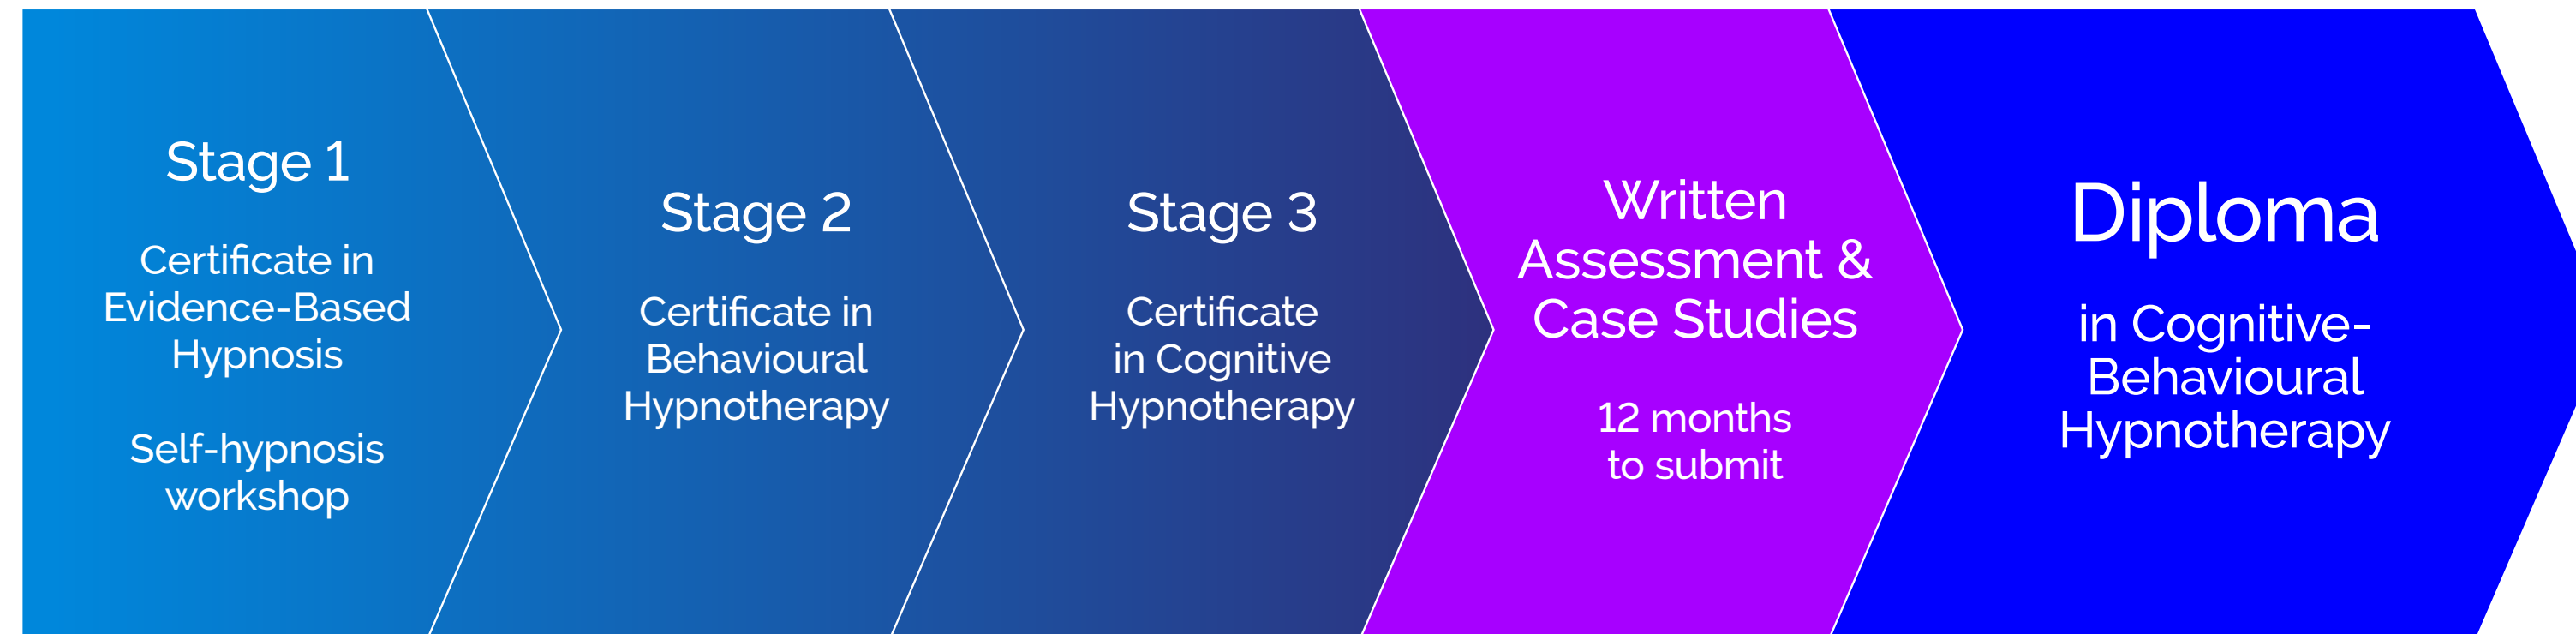 Stage 1
Certificate in
Evidence-Based
Hypnosis
Self-hypnosis
workshop
Stage 2
Certificate in
Behavioural
Hypnotherapy
Stage 3
Certificate
in Cognitive
Hypnotherapy
Written
Assessment &
Case Studies
12 months
to submit
Diploma
in Cognitive-
Behavioural
Hypnotherapy